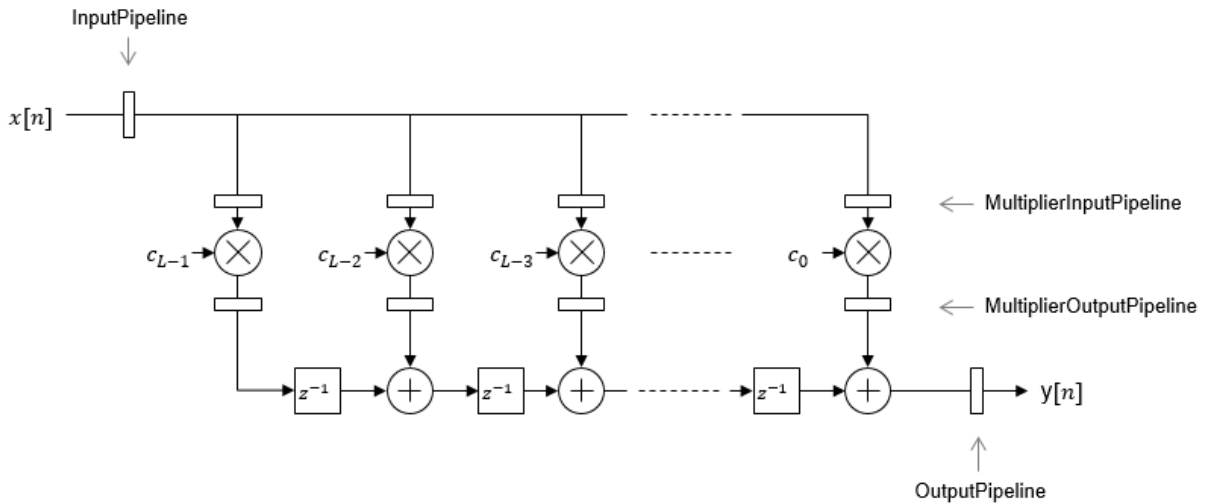 InputPipeline
x[n]
MultiplierInputPipeline
c_{L−1} c_{L−2} c_{L−3} c_0
MultiplierOutputPipeline
z^{−1} + z^{−1} + z^{−1} + y[n]
OutputPipeline